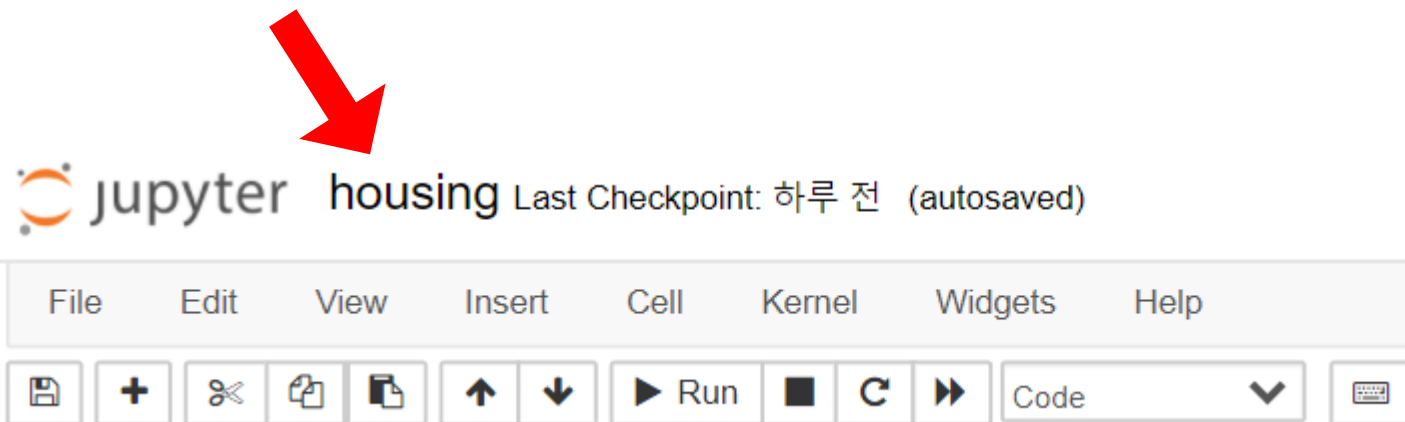 jupyter housing Last Checkpoint: 하루 전 (autosaved)
File Edit View Insert Cell Kernel Widgets Help
Run Code